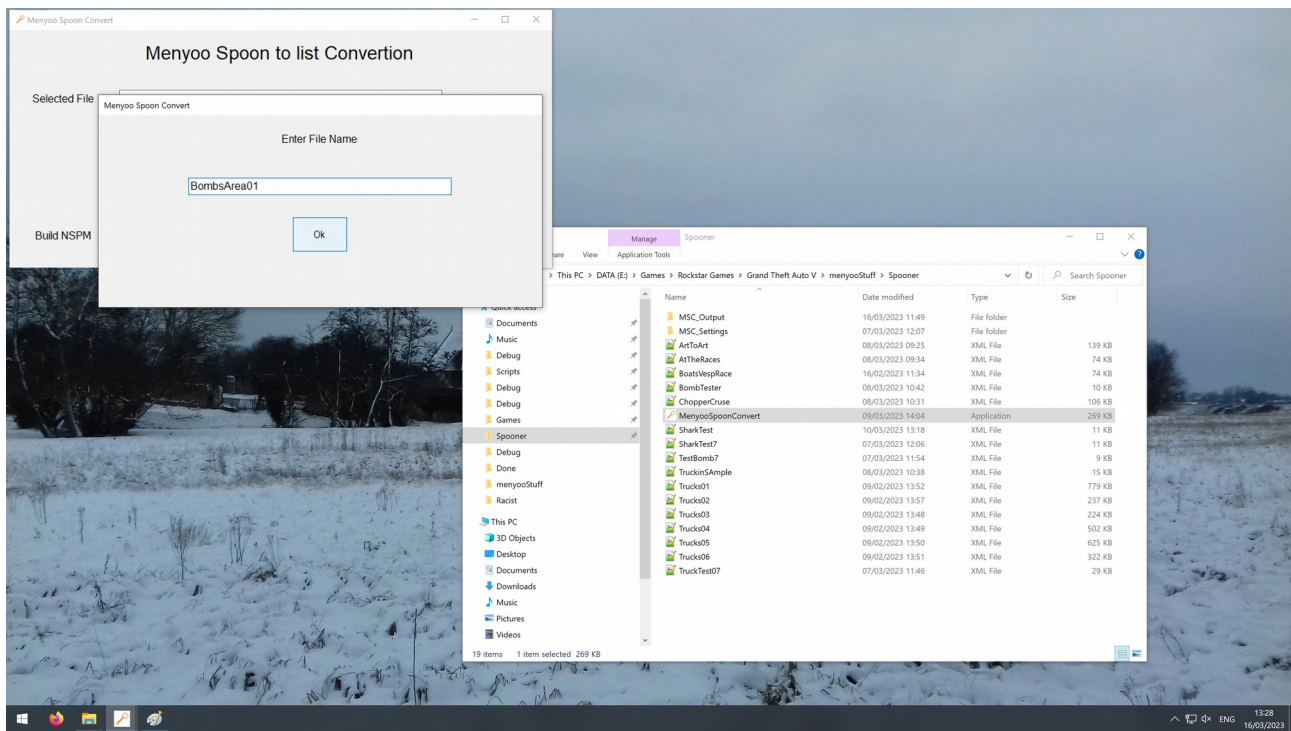 Menyoo Spoon Convert
Menyoo Spoon to list Convertion
Selected File
Menyoo Spoon Convert
Enter File Name
BombsArea01
Ok
Build NSPM
Manage Spooner
View Application Tools
> This PC > DATA (E:) > Games > Rockstar Games > Grand Theft Auto V > menyooStuff > Spooner
Search Spooner
Quick access
Documents
Music
Debug
Scripts
Debug
Debug
Games
Spooner
Debug
Done
menyooStuff
Racist
This PC
3D Objects
Desktop
Documents
Downloads
Music
Pictures
Videos
Name Date modified Type Size
MSC_Output 16/03/2023 11:49 File folder
MSC_Settings 07/03/2023 12:07 File folder
ArtToArt 08/03/2023 09:25 XML File 139 KB
AtTheRaces 08/03/2023 09:34 XML File 74 KB
BoatsVespRace 16/02/2023 11:34 XML File 74 KB
BombTester 08/03/2023 10:42 XML File 10 KB
ChopperCruse 08/03/2023 10:31 XML File 106 KB
MenyooSpoonConvert 09/03/2023 14:04 Application 269 KB
SharkTest 10/03/2023 13:18 XML File 11 KB
SharkTest7 07/03/2023 12:06 XML File 11 KB
TestBomb7 07/03/2023 11:54 XML File 9 KB
TruckinSAmple 08/03/2023 10:38 XML File 15 KB
Trucks01 09/02/2023 13:52 XML File 779 KB
Trucks02 09/02/2023 13:57 XML File 237 KB
Trucks03 09/02/2023 13:48 XML File 224 KB
Trucks04 09/02/2023 13:49 XML File 502 KB
Trucks05 09/02/2023 13:50 XML File 625 KB
Trucks06 09/02/2023 13:51 XML File 322 KB
TruckTest07 07/03/2023 11:46 XML File 29 KB
19 items 1 item selected 269 KB
ENG
13:28
16/03/2023